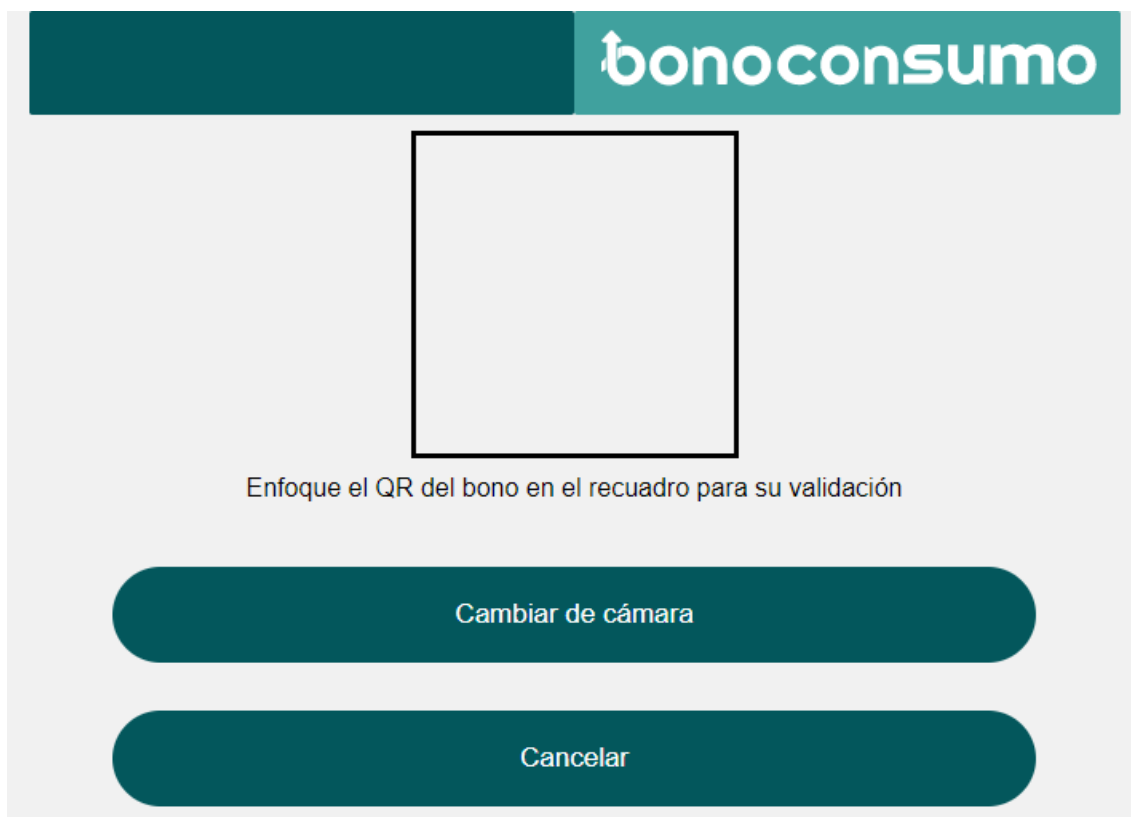 bonoconsumo
Enfoque el QR del bono en el recuadro para su validación
Cambiar de cámara
Cancelar